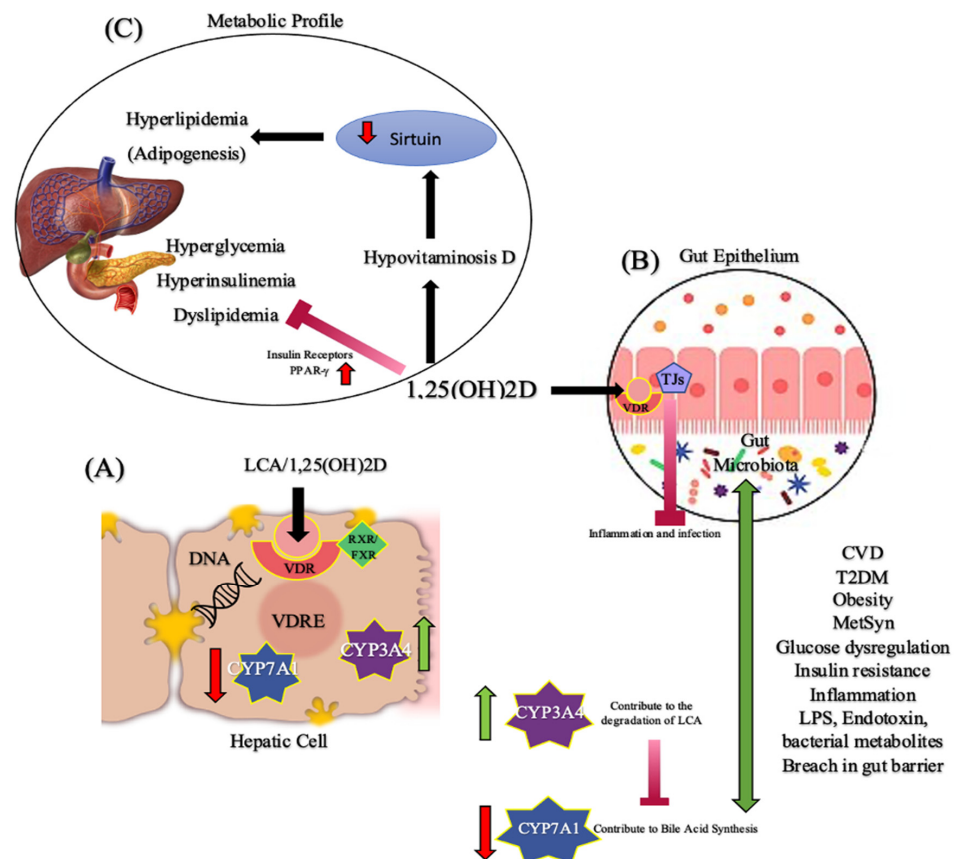 (C)
Metabolic Profile
Hyperlipidemia
(Adipogenesis)
Sirtuin
Hypovitaminosis D
Hyperglycemia
Hyperinsulinemia
Dyslipidemia
Insulin Receptors
PPAR-γ
1,25(OH)2D
(B)
Gut Epithelium
TJs
VDR
Gut
Microbiota
Inflammation and infection
(A)
LCA/1,25(OH)2D
DNA
RXR/
FXR
VDR
VDRE
CYP7A1
CYP3A4
Hepatic Cell
CVD
T2DM
Obesity
MetSyn
Glucose dysregulation
Insulin resistance
Inflammation
LPS, Endotoxin,
bacterial metabolites
Breach in gut barrier
CYP3A4
Contribute to the
degradation of LCA
CYP7A1
Contribute to Bile Acid Synthesis